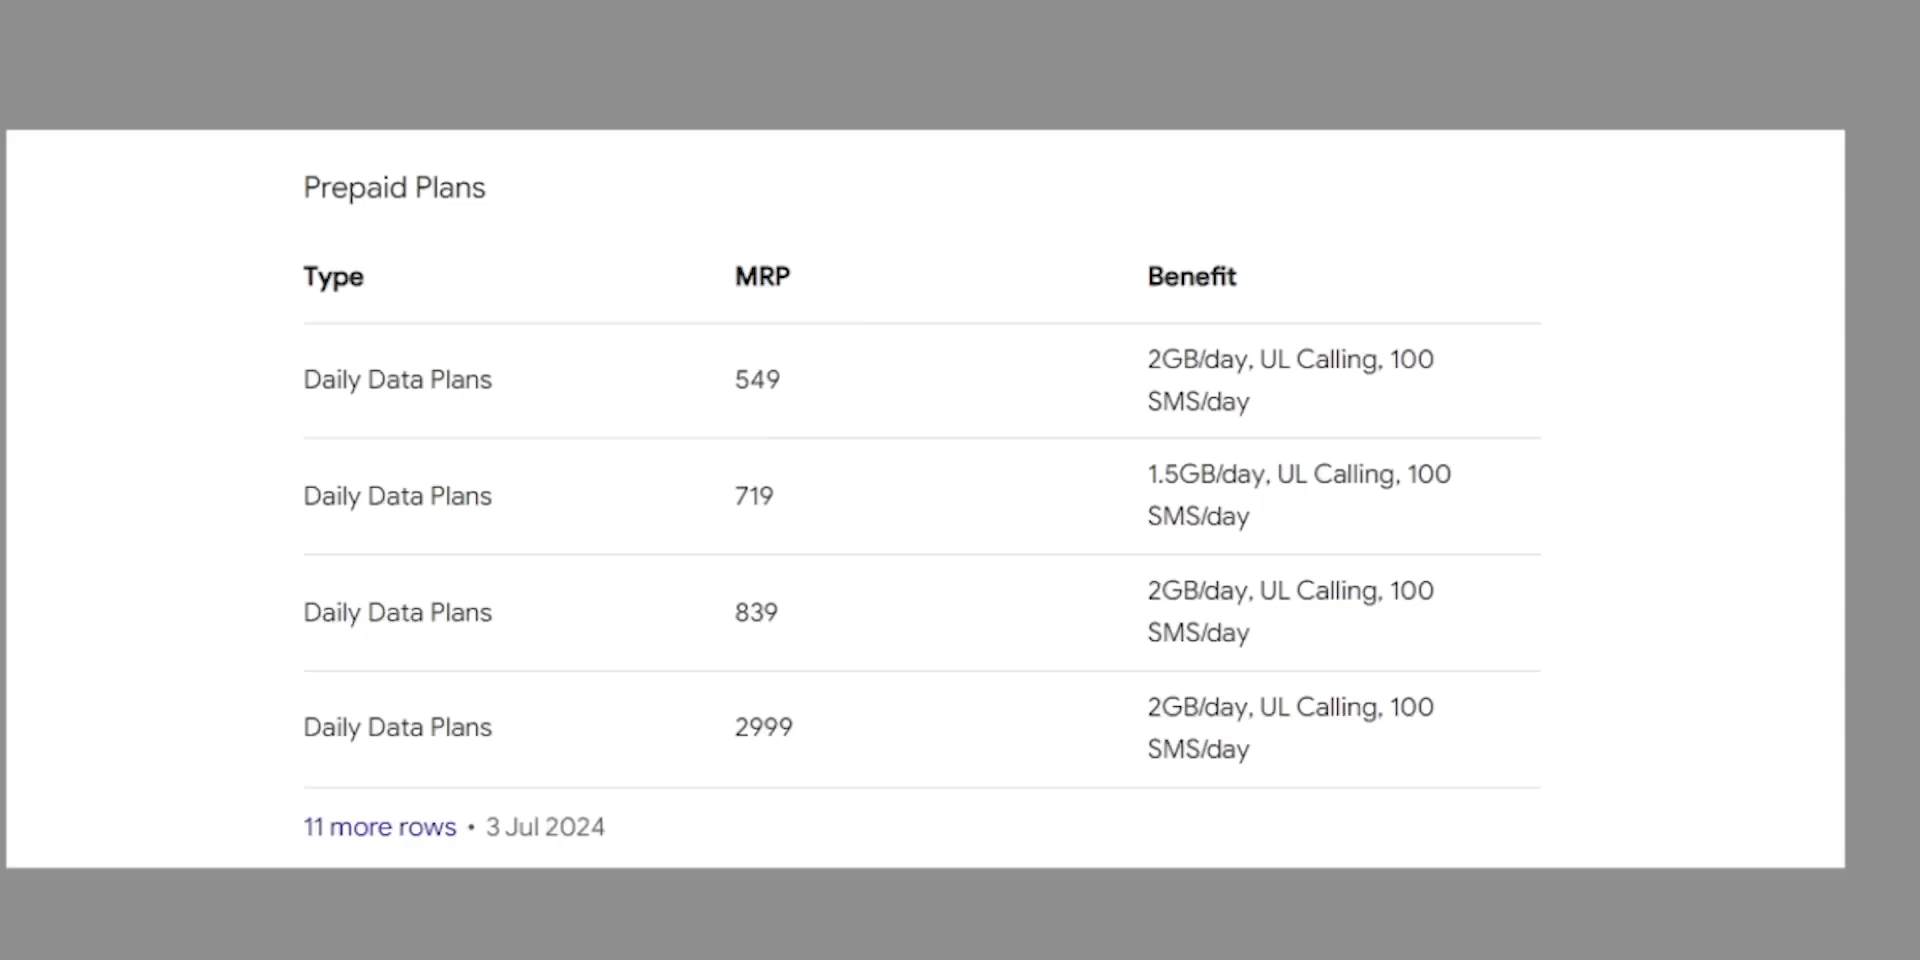 Prepaid Plans
Type MRP Benefit
Daily Data Plans 549 2GB/day, UL Calling, 100
SMS/day
Daily Data Plans 719 1.5GB/day, UL Calling, 100
SMS/day
Daily Data Plans 839 2GB/day, UL Calling, 100
SMS/day
Daily Data Plans 2999 2GB/day, UL Calling, 100
SMS/day
11 more rows • 3 Jul 2024